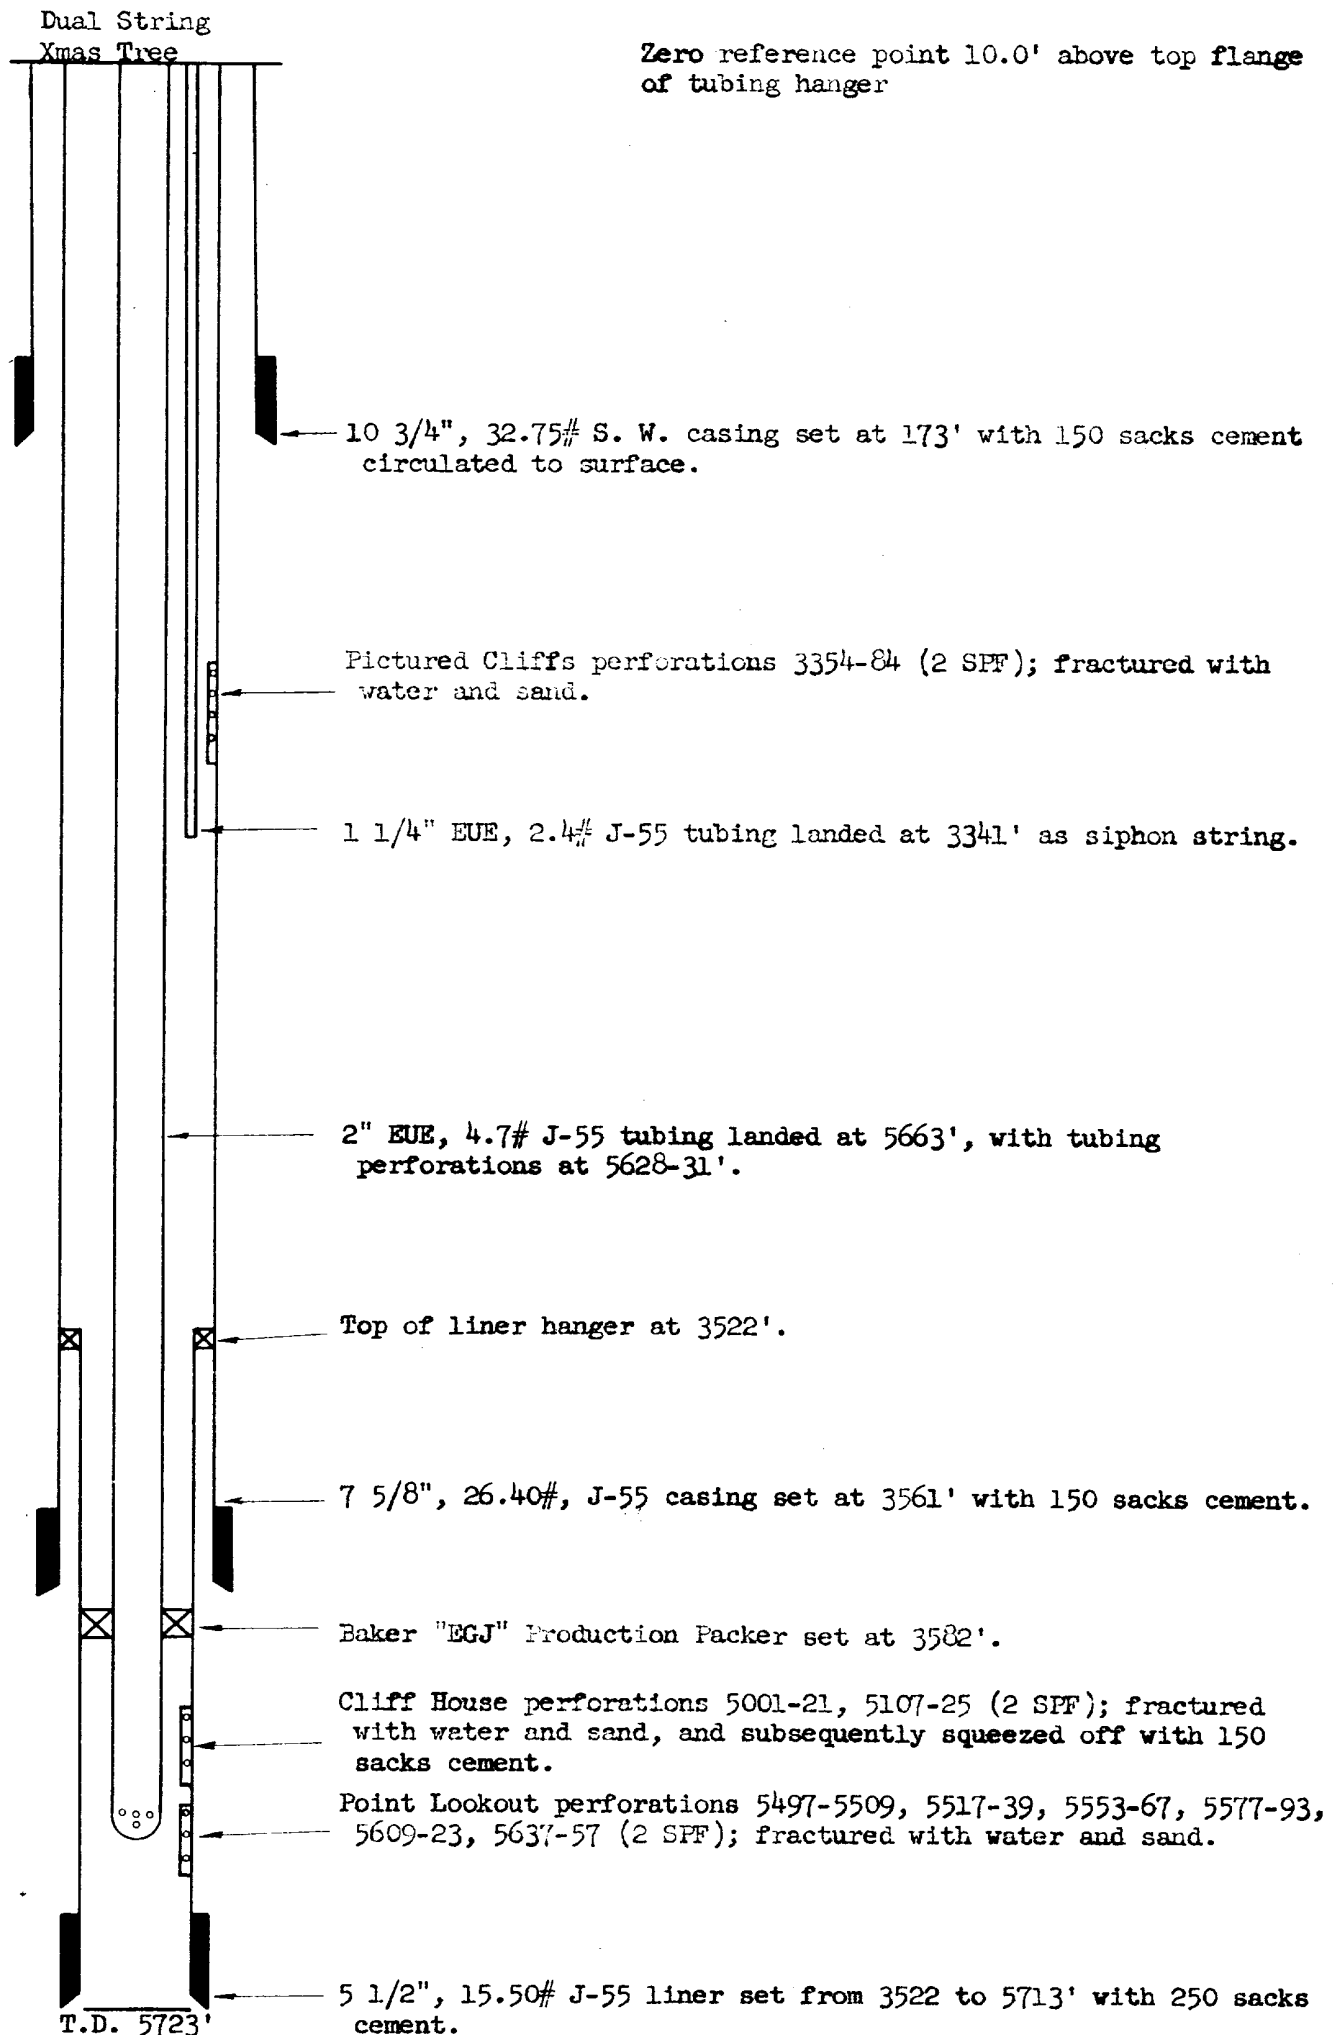 Dual String
Xmas Tree
Zero reference point 10.0' above top flange
of tubing hanger
10 3/4", 32.75# S. W. casing set at 173' with 150 sacks cement
circulated to surface.
Pictured Cliffs perforations 3354-84 (2 SPF); fractured with
water and sand.
1 1/4" EUE, 2.4# J-55 tubing landed at 3341' as siphon string.
2" EUE, 4.7# J-55 tubing landed at 5663', with tubing
perforations at 5628-31'.
Top of liner hanger at 3522'.
7 5/8", 26.40#, J-55 casing set at 3561' with 150 sacks cement.
Baker "EGJ" Production Packer set at 3582'.
Cliff House perforations 5001-21, 5107-25 (2 SPF); fractured
with water and sand, and subsequently squeezed off with 150
sacks cement.
Point Lookout perforations 5497-5509, 5517-39, 5553-67, 5577-93,
5609-23, 5637-57 (2 SPF); fractured with water and sand.
5 1/2", 15.50# J-55 liner set from 3522 to 5713' with 250 sacks
cement.
T.D. 5723'